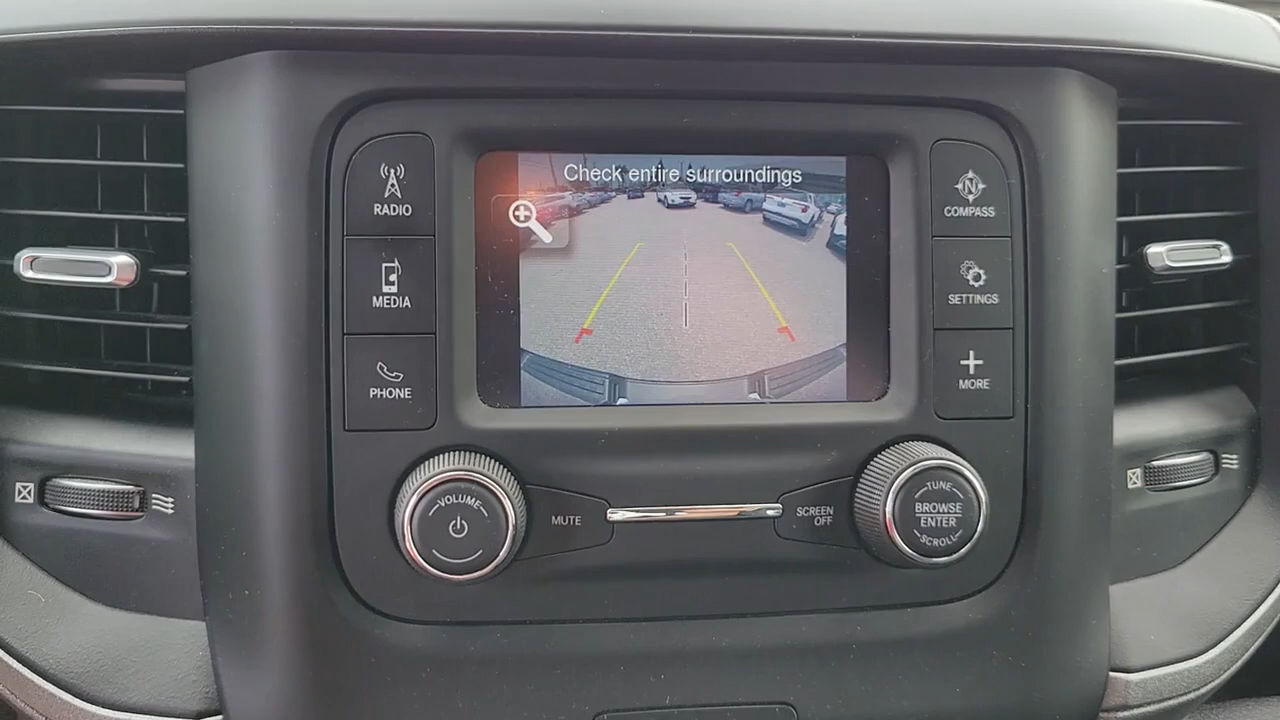 Check entire surroundings
RADIO
MEDIA
PHONE
N
COMPASS
SETTINGS
MORE
VOLUME
MUTE
SCREEN
OFF
TUNE
BROWSE
ENTER
SCROLL